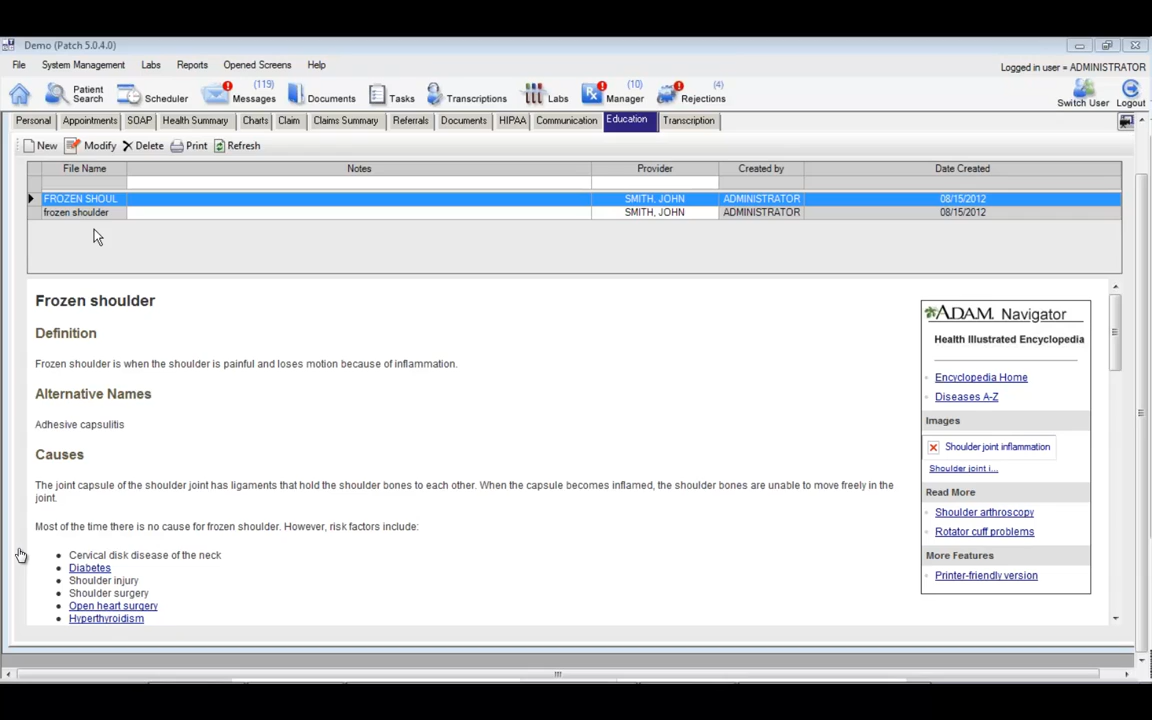 Demo (Patch 5.0.4.0)
File System Management Labs Reports Opened Screens Help
Logged in user = ADMINISTRATOR
Patient Search Scheduler (119) Messages Documents Tasks Transcriptions Labs (10) Manager (4) Rejections Switch User Logout
Personal Appointments SOAP Health Summary Charts Claim Claims Summary Referrals Documents HIPAA Communication Education Transcription
New Modify Delete Print Refresh
File Name Notes Provider Created by Date Created
FROZEN SHOUL SMITH, JOHN ADMINISTRATOR 08/15/2012
frozen shoulder SMITH, JOHN ADMINISTRATOR 08/15/2012
Frozen shoulder
Definition
Frozen shoulder is when the shoulder is painful and loses motion because of inflammation.
Alternative Names
Adhesive capsulitis
Causes
The joint capsule of the shoulder joint has ligaments that hold the shoulder bones to each other. When the capsule becomes inflamed, the shoulder bones are unable to move freely in the
joint.
Most of the time there is no cause for frozen shoulder. However, risk factors include:
Cervical disk disease of the neck
Diabetes
Shoulder injury
Shoulder surgery
Open heart surgery
Hyperthyroidism
ADAM. Navigator
Health Illustrated Encyclopedia
Encyclopedia Home
Diseases A-Z
Images
Shoulder joint inflammation
Shoulder joint i...
Read More
Shoulder arthroscopy
Rotator cuff problems
More Features
Printer-friendly version